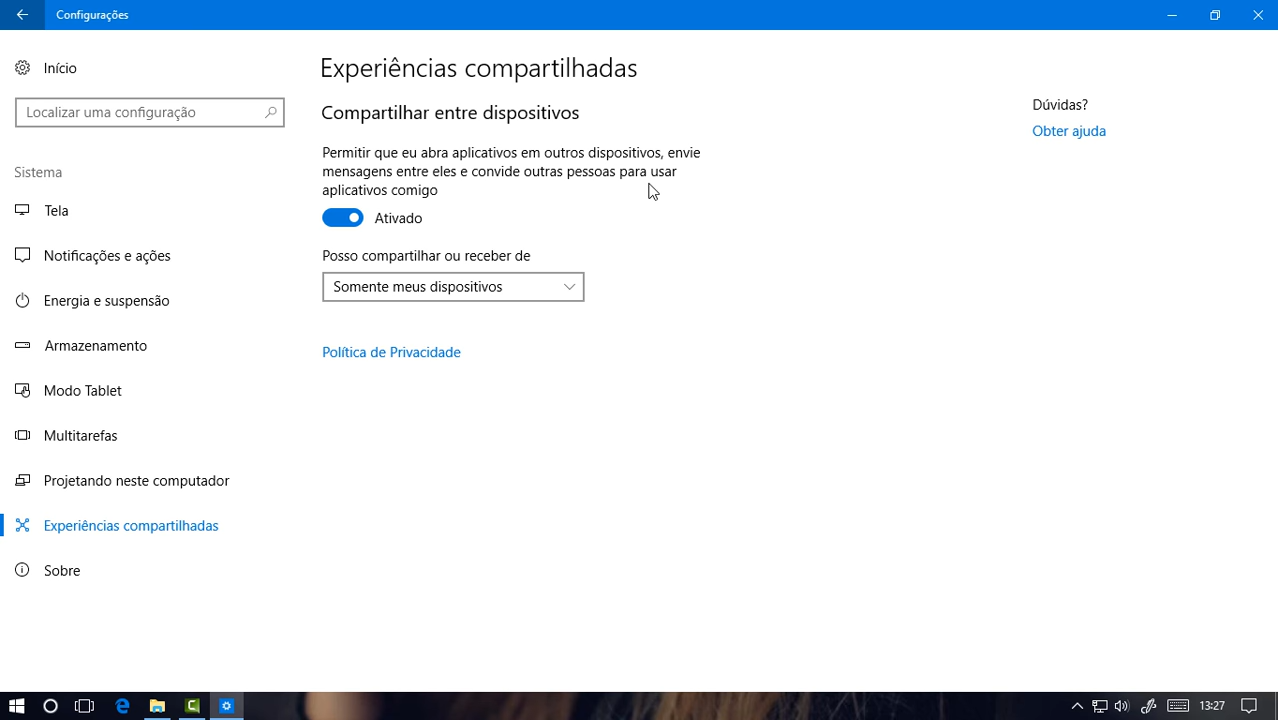 Configurações
Início
Localizar uma configuração
Sistema
Tela
Notificações e ações
Energia e suspensão
Armazenamento
Modo Tablet
Multitarefas
Projetando neste computador
Experiências compartilhadas
Sobre
Experiências compartilhadas
Compartilhar entre dispositivos
Permitir que eu abra aplicativos em outros dispositivos, envie
mensagens entre eles e convide outras pessoas para usar
aplicativos comigo
Ativado
Posso compartilhar ou receber de
Somente meus dispositivos
Política de Privacidade
Dúvidas?
Obter ajuda
13:27